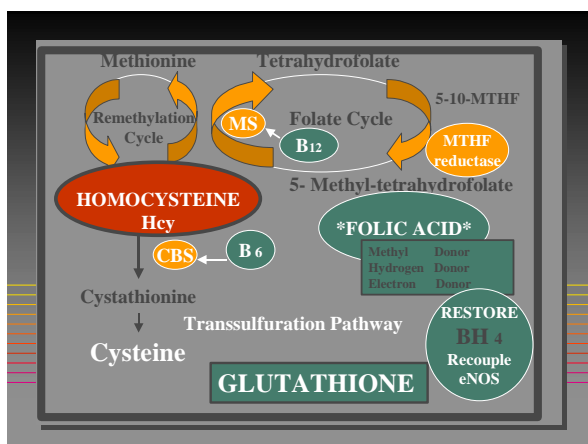 Methionine
Tetrahydrofolate
Remethylation
Cycle
MS
Folate Cycle
B12
5-10-MTHF
MTHF
reductase
5- Methyl-tetrahydrofolate
HOMOCYSTEINE
Hcy
*FOLIC ACID*
Methyl Donor
Hydrogen Donor
Electron Donor
CBS
B 6
Cystathionine
Transsulfuration Pathway
Cysteine
RESTORE
BH 4
Recouple
eNOS
GLUTATHIONE